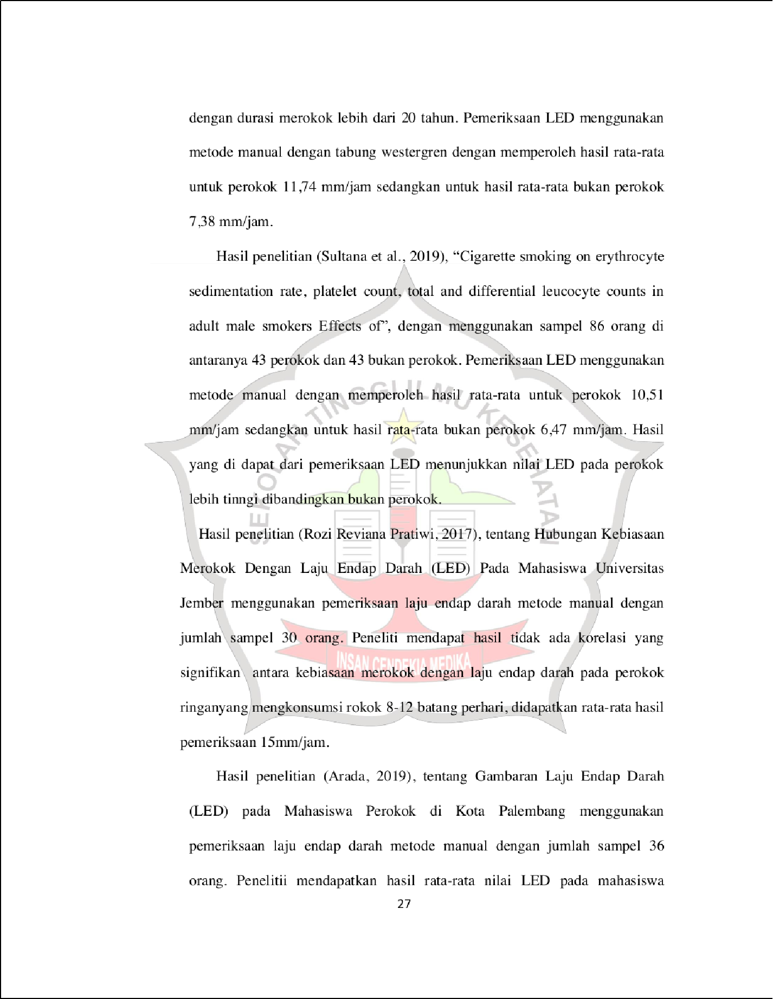 dengan durasi merokok lebih dari 20 tahun. Pemeriksaan LED menggunakan
metode manual dengan tabung westergren dengan memperoleh hasil rata-rata
untuk perokok 11,74 mm/jam sedangkan untuk hasil rata-rata bukan perokok
7,38 mm/jam.
Hasil penelitian (Sultana et al., 2019), “Cigarette smoking on erythrocyte
sedimentation rate, platelet count, total and differential leucocyte counts in
adult male smokers Effects of”, dengan menggunakan sampel 86 orang di
antaranya 43 perokok dan 43 bukan perokok. Pemeriksaan LED menggunakan
metode manual dengan memperoleh hasil rata-rata untuk perokok 10,51
mm/jam sedangkan untuk hasil rata-rata bukan perokok 6,47 mm/jam. Hasil
yang di dapat dari pemeriksaan LED menunjukkan nilai LED pada perokok
lebih tinngi dibandingkan bukan perokok.
Hasil penelitian (Rozi Reviana Pratiwi, 2017), tentang Hubungan Kebiasaan
Merokok Dengan Laju Endap Darah (LED) Pada Mahasiswa Universitas
Jember menggunakan pemeriksaan laju endap darah metode manual dengan
jumlah sampel 30 orang. Peneliti mendapat hasil tidak ada korelasi yang
signifikan antara kebiasaan merokok dengan laju endap darah pada perokok
ringanyang mengkonsumsi rokok 8-12 batang perhari, didapatkan rata-rata hasil
pemeriksaan 15mm/jam.
Hasil penelitian (Arada, 2019), tentang Gambaran Laju Endap Darah
(LED) pada Mahasiswa Perokok di Kota Palembang menggunakan
pemeriksaan laju endap darah metode manual dengan jumlah sampel 36
orang. Penelitii mendapatkan hasil rata-rata nilai LED pada mahasiswa
27
SEKOLAH TINGGI ILMU KESEHATAN
INSAN CENDEKIA MEDIKA